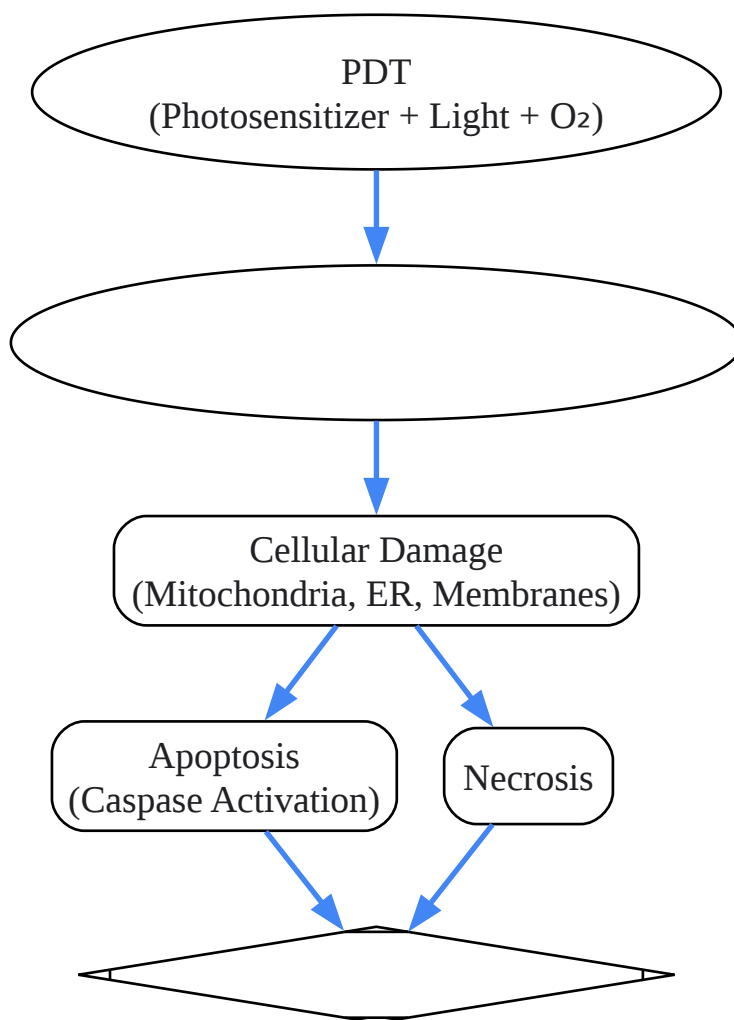 PDT
(Photosensitizer + Light + O₂)
Cellular Damage
(Mitochondria, ER, Membranes)
Apoptosis
(Caspase Activation)
Necrosis